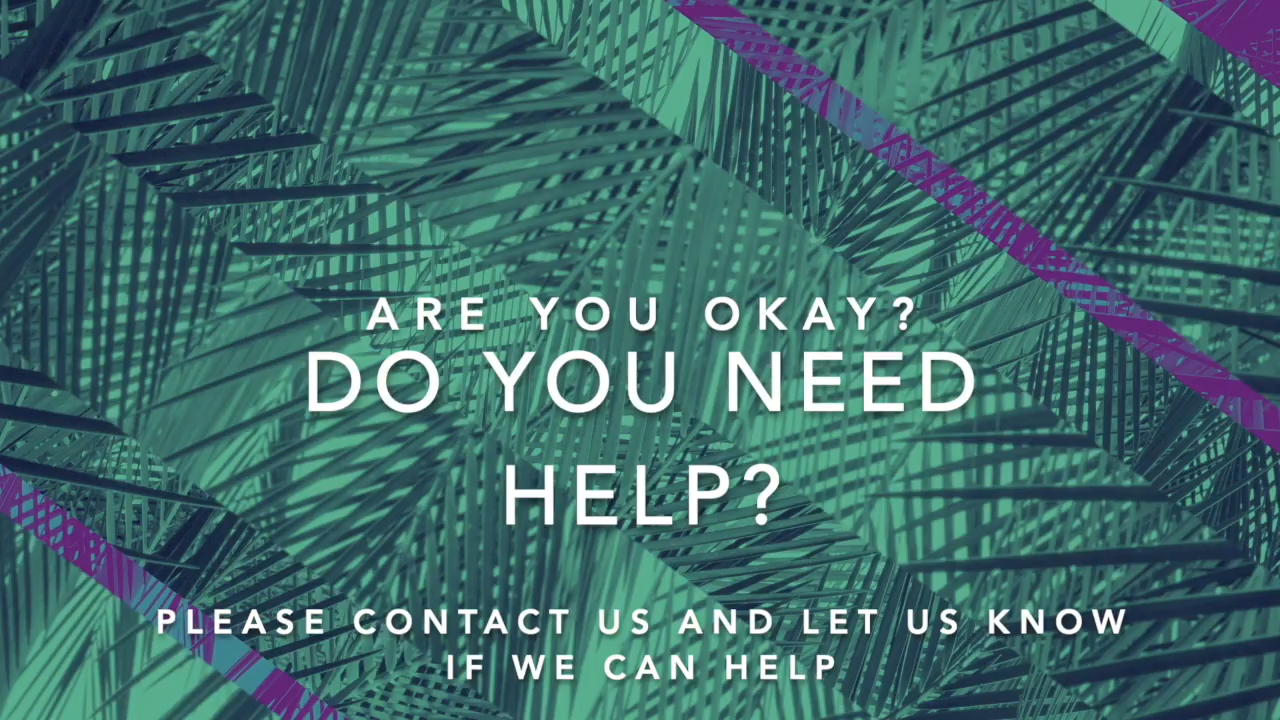 ARE YOU OKAY?
DO YOU NEED
HELP?
PLEASE CONTACT US AND LET US KNOW
IF WE CAN HELP